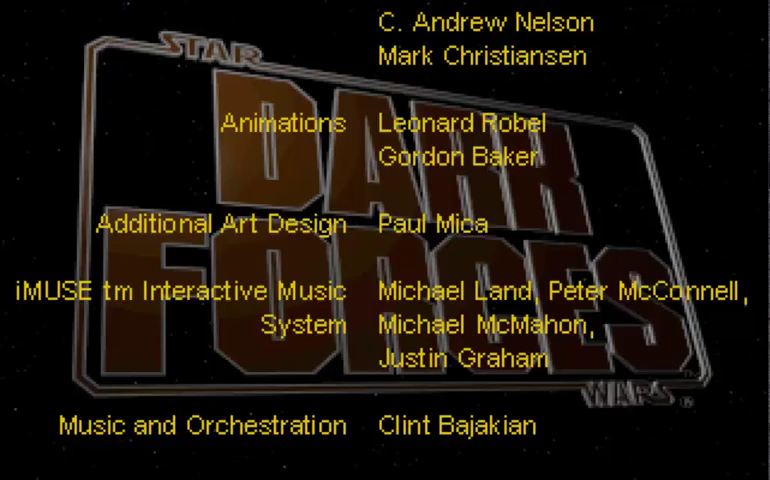 C. Andrew Nelson
Mark Christiansen
STAR
DARK
Animations Leonard Robel
Gordon Baker
Additional Art Design Paul Mica
FORCES
iMUSE tm Interactive Music Michael Land, Peter McConnell,
System Michael McMahon,
Justin Graham
WARS ®
Music and Orchestration Clint Bajakian